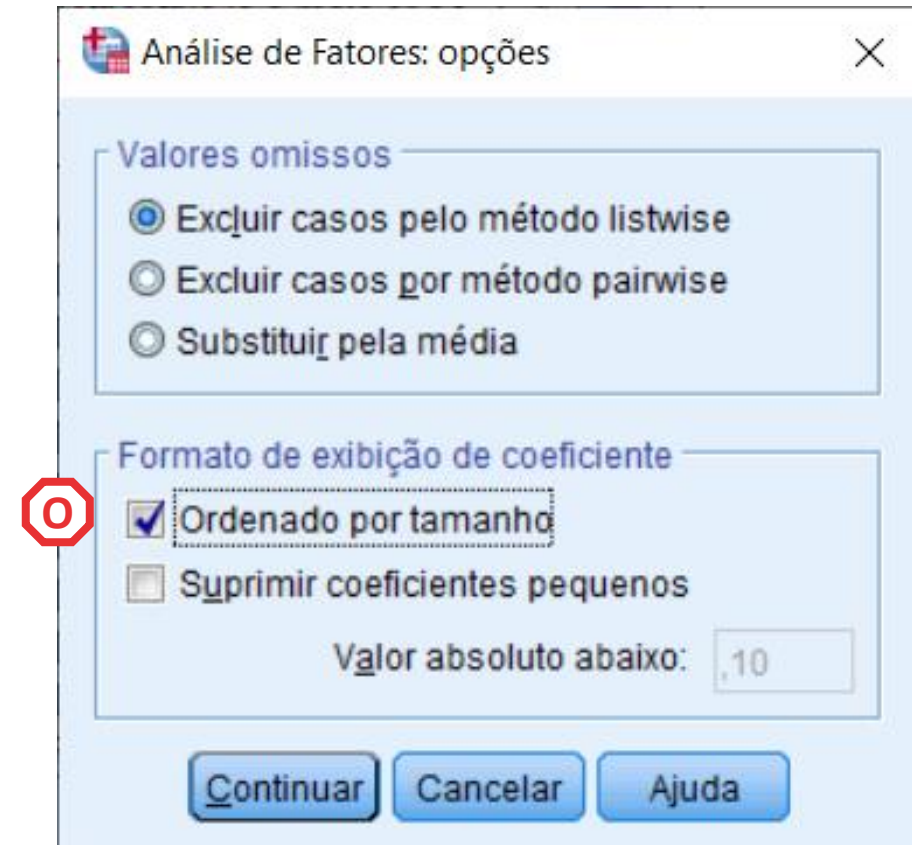 Análise de Fatores: opções
Valores omissos
Excluir casos pelo método listwise
Excluir casos por método pairwise
Substituir pela média
Formato de exibição de coeficiente
O
Ordenado por tamanho
Suprimir coeficientes pequenos
Valor absoluto abaixo: ,10
Continuar Cancelar Ajuda